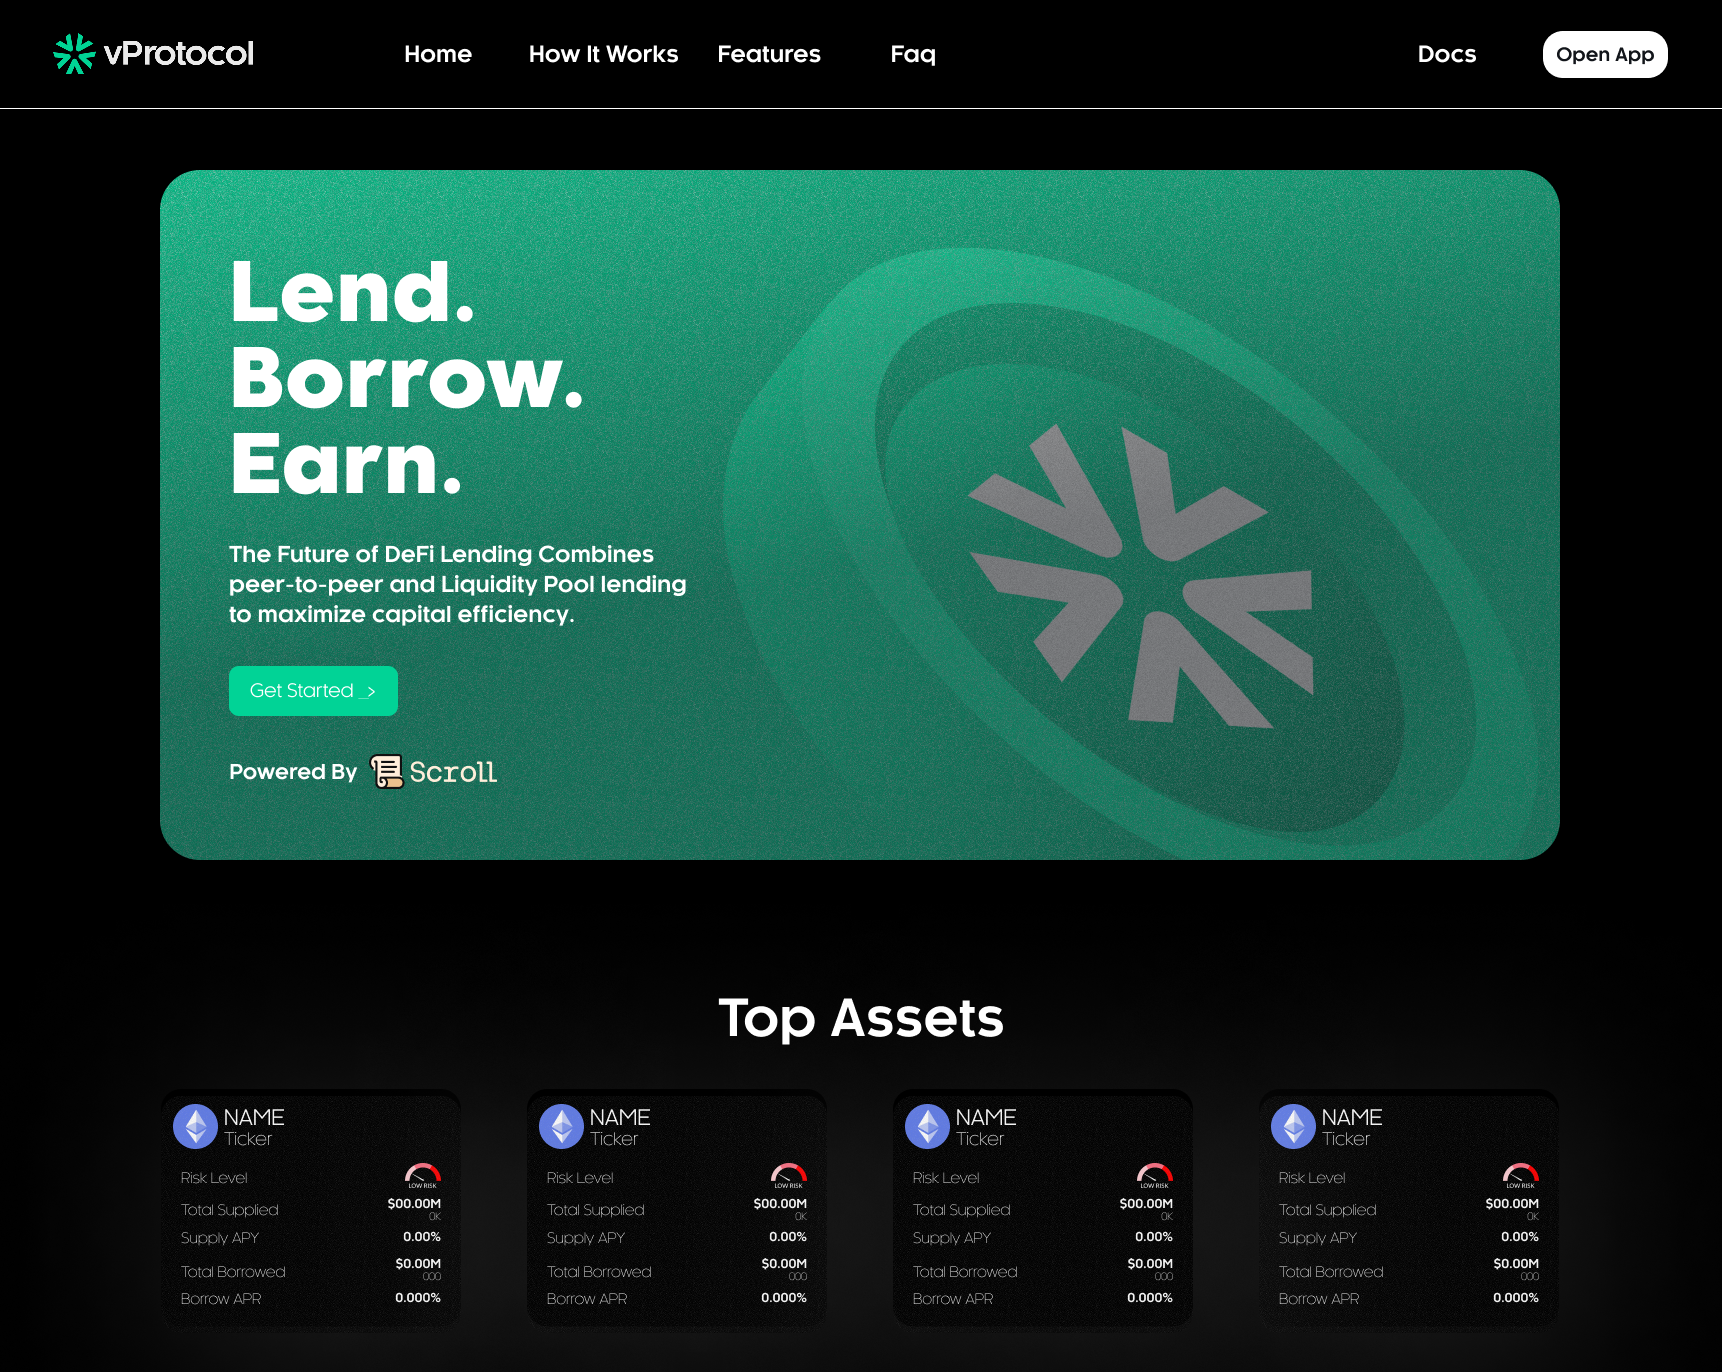 vProtocol
Home
How It Works
Features
Faq
Docs
Open App
Lend.
Borrow.
Earn.
The Future of DeFi Lending Combines
peer-to-peer and Liquidity Pool lending
to maximize capital efficiency.
Get Started
Powered By
Scroll
Top Assets
NAME
Ticker
Risk Level
LOW RISK
Total Supplied
$00.00M
0K
Supply APY
0.00%
Total Borrowed
$0.00M
000
Borrow APR
0.000%
NAME
Ticker
Risk Level
LOW RISK
Total Supplied
$00.00M
0K
Supply APY
0.00%
Total Borrowed
$0.00M
000
Borrow APR
0.000%
NAME
Ticker
Risk Level
LOW RISK
Total Supplied
$00.00M
0K
Supply APY
0.00%
Total Borrowed
$0.00M
000
Borrow APR
0.000%
NAME
Ticker
Risk Level
LOW RISK
Total Supplied
$00.00M
0K
Supply APY
0.00%
Total Borrowed
$0.00M
000
Borrow APR
0.000%